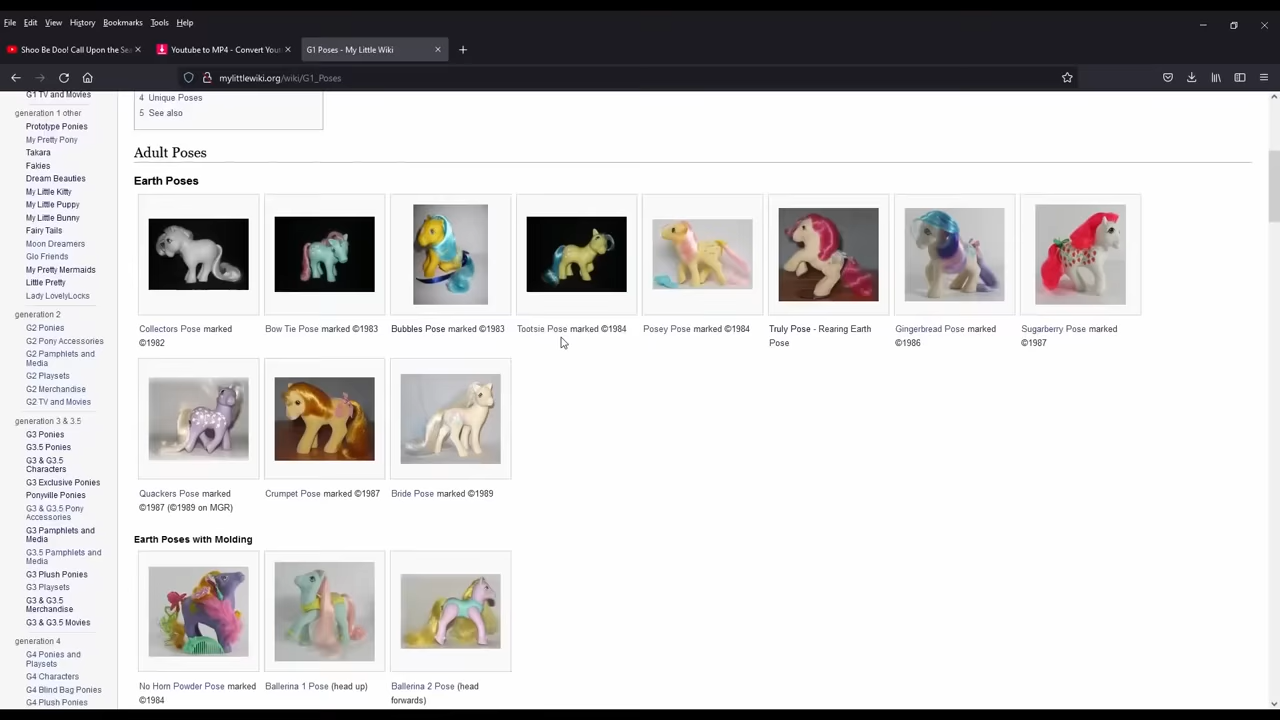 File Edit View History Bookmarks Tools Help
Shoo Be Doo! Call Upon the Sea
Youtube to MP4 - Convert You
G1 Poses - My Little Wiki
mylittlewiki.org/wiki/G1_Poses
G1 TV and Movies
generation 1 other
Prototype Ponies
My Pretty Pony
Takara
Fakies
Dream Beauties
My Little Kitty
My Little Puppy
My Little Bunny
Fairy Tails
Moon Dreamers
Glo Friends
My Pretty Mermaids
Little Pretty
Lady LovelyLocks
generation 2
G2 Ponies
G2 Pony Accessories
G2 Pamphlets and
Media
G2 Playsets
G2 Merchandise
G2 TV and Movies
generation 3 & 3.5
G3 Ponies
G3.5 Ponies
G3 & G3.5
Characters
G3 Exclusive Ponies
Ponyville Ponies
G3 & G3.5 Pony
Accessories
G3 Pamphlets and
Media
G3.5 Pamphlets and
Media
G3 Plush Ponies
G3 Playsets
G3 & G3.5
Merchandise
G3 & G3.5 Movies
generation 4
G4 Ponies and
Playsets
G4 Characters
G4 Blind Bag Ponies
G4 Plush Ponies
4 Unique Poses
5 See also
Adult Poses
Earth Poses
Collectors Pose marked
©1982
Bow Tie Pose marked ©1983
Bubbles Pose marked ©1983
Tootsie Pose marked ©1984
Posey Pose marked ©1984
Truly Pose - Rearing Earth
Pose
Gingerbread Pose marked
©1986
Sugarberry Pose marked
©1987
Quackers Pose marked
©1987 (©1989 on MGR)
Crumpet Pose marked ©1987
Bride Pose marked ©1989
Earth Poses with Molding
No Horn Powder Pose marked
©1984
Ballerina 1 Pose (head up)
Ballerina 2 Pose (head
forwards)